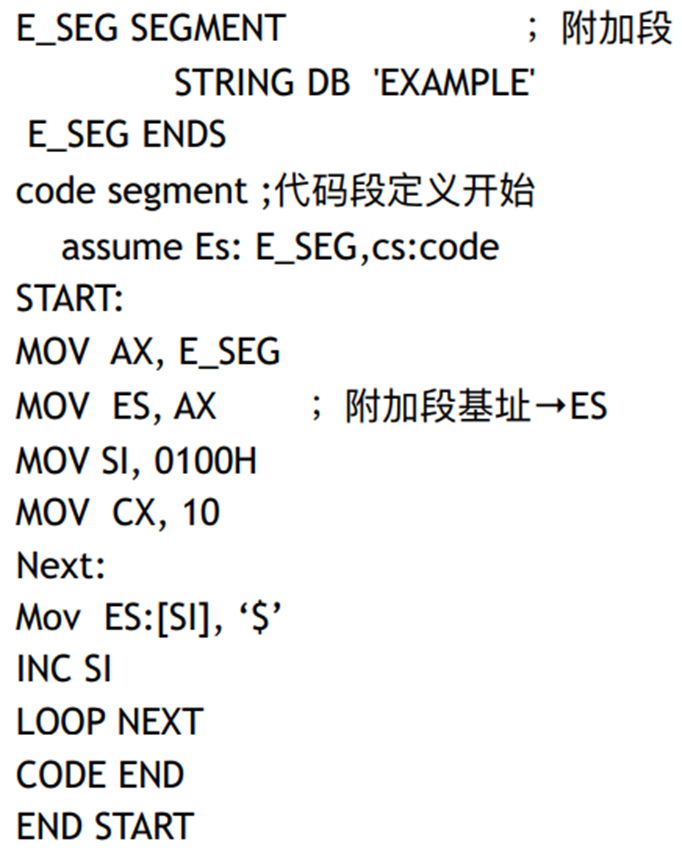 E_SEG SEGMENT ; 附加段
STRING DB 'EXAMPLE'
E_SEG ENDS
code segment ;代码段定义开始
assume Es: E_SEG,cs:code
START:
MOV AX, E_SEG
MOV ES, AX ; 附加段基址→ES
MOV SI, 0100H
MOV CX, 10
Next:
Mov ES:[SI], ‘$’
INC SI
LOOP NEXT
CODE END
END START